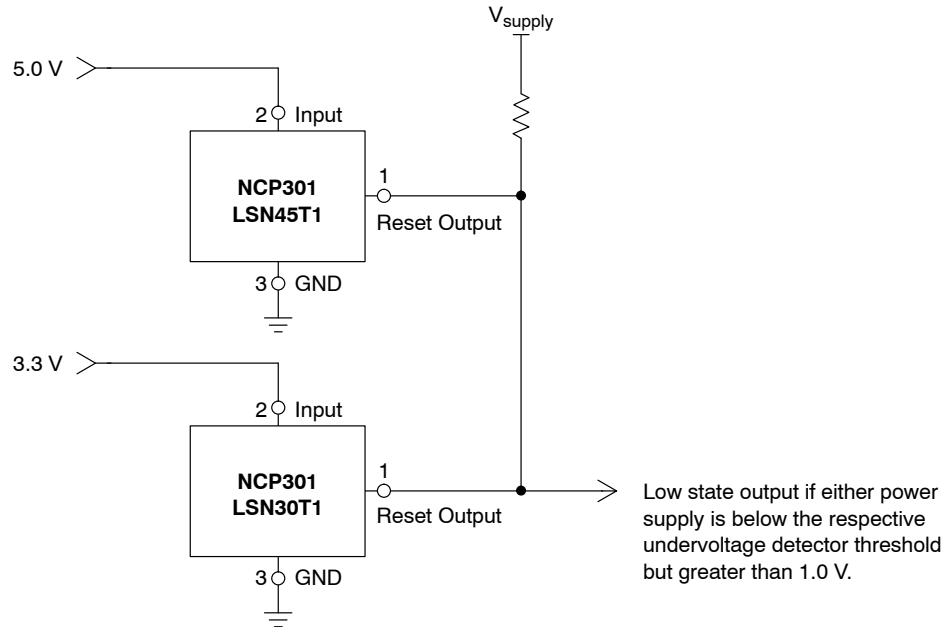 Vsupply
5.0 V
2 Input
NCP301
LSN45T1
1
Reset Output
3 GND
3.3 V
2 Input
NCP301
LSN30T1
1
Reset Output
3 GND
Low state output if either power
supply is below the respective
undervoltage detector threshold
but greater than 1.0 V.